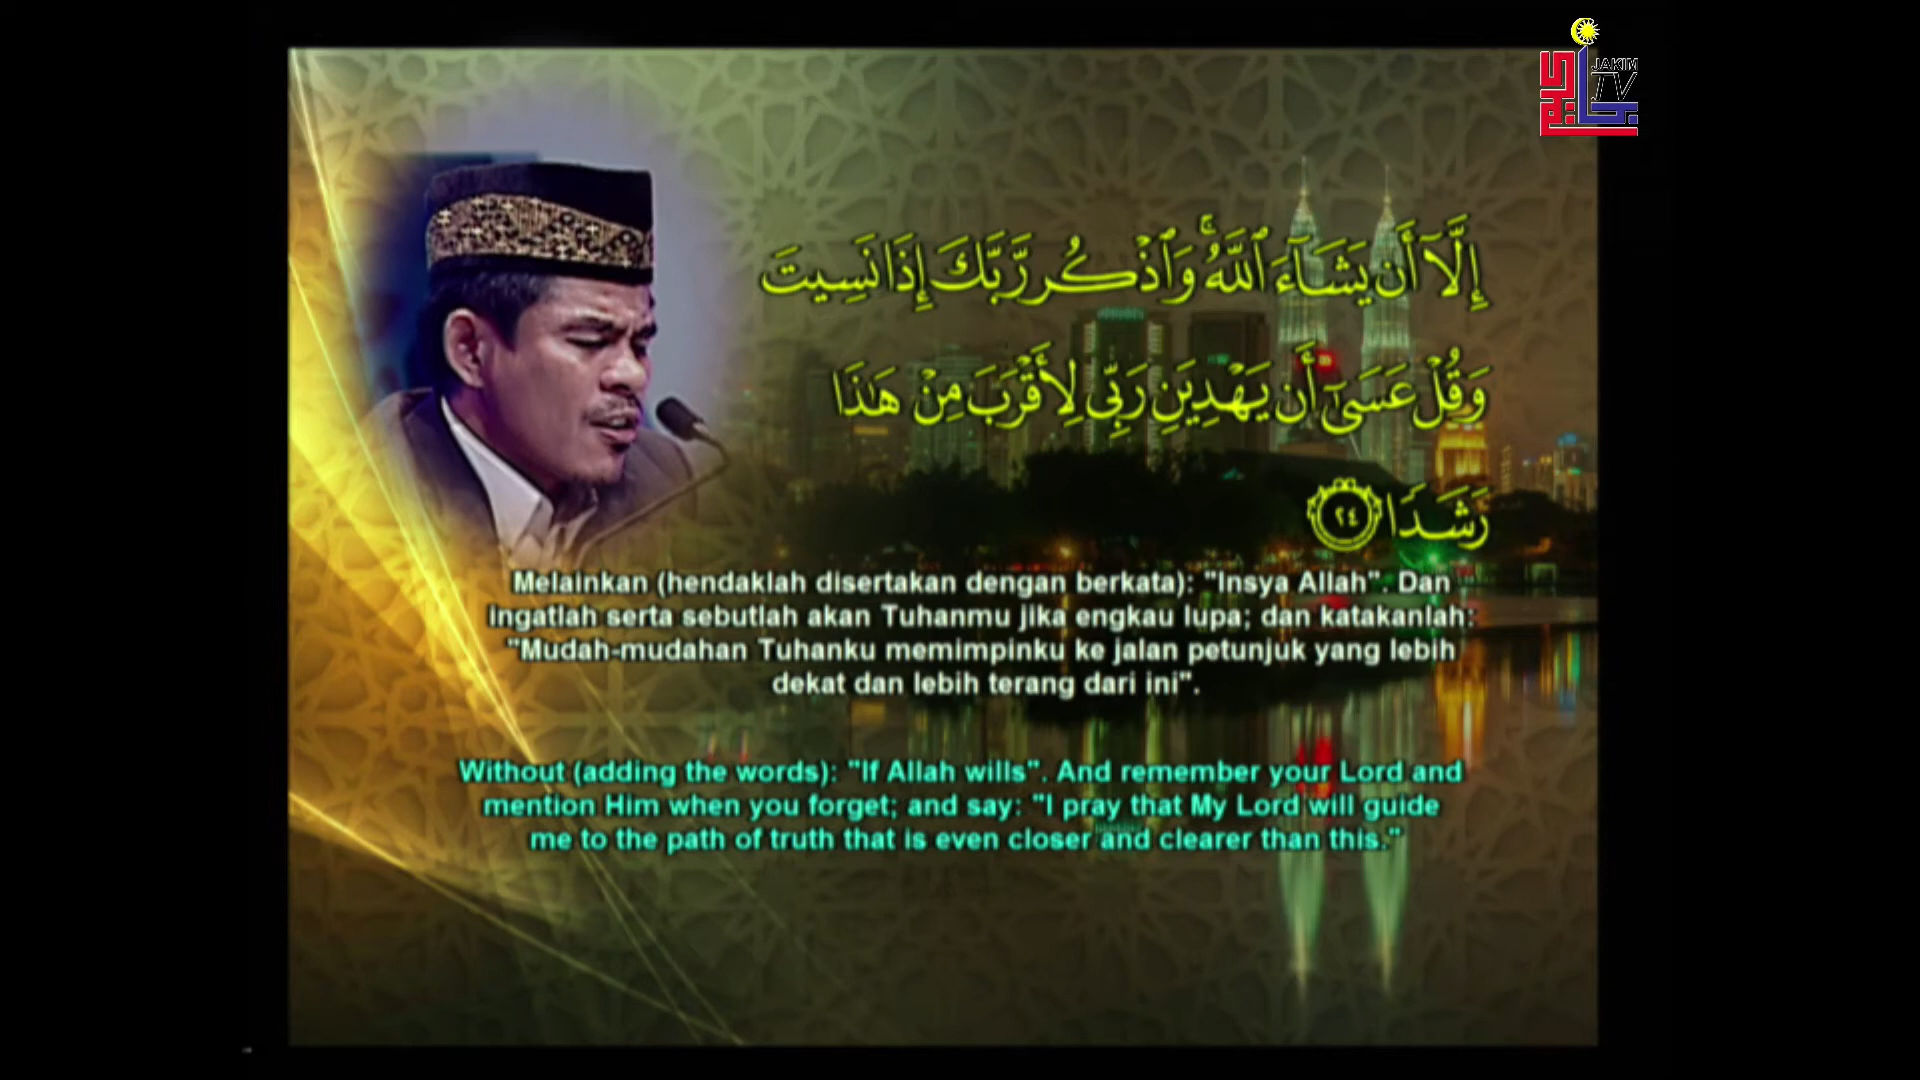 JAKIM
TV
إِلَّآ أَن يَشَآءَ ٱللَّهُ ۚ وَٱذْكُر رَّبَّكَ إِذَا نَسِيتَ
وَقُلْ عَسَىٰٓ أَن يَهْدِيَنِ رَبِّى لِأَقْرَبَ مِنْ هَـٰذَا
رَشَدًا ٢٤
Melainkan (hendaklah disertakan dengan berkata): "Insya Allah". Dan
ingatlah serta sebutlah akan Tuhanmu jika engkau lupa; dan katakanlah:
"Mudah-mudahan Tuhanku memimpinku ke jalan petunjuk yang lebih
dekat dan lebih terang dari ini".
Without (adding the words): "If Allah wills". And remember your Lord and
mention Him when you forget; and say: "I pray that My Lord will guide
me to the path of truth that is even closer and clearer than this."